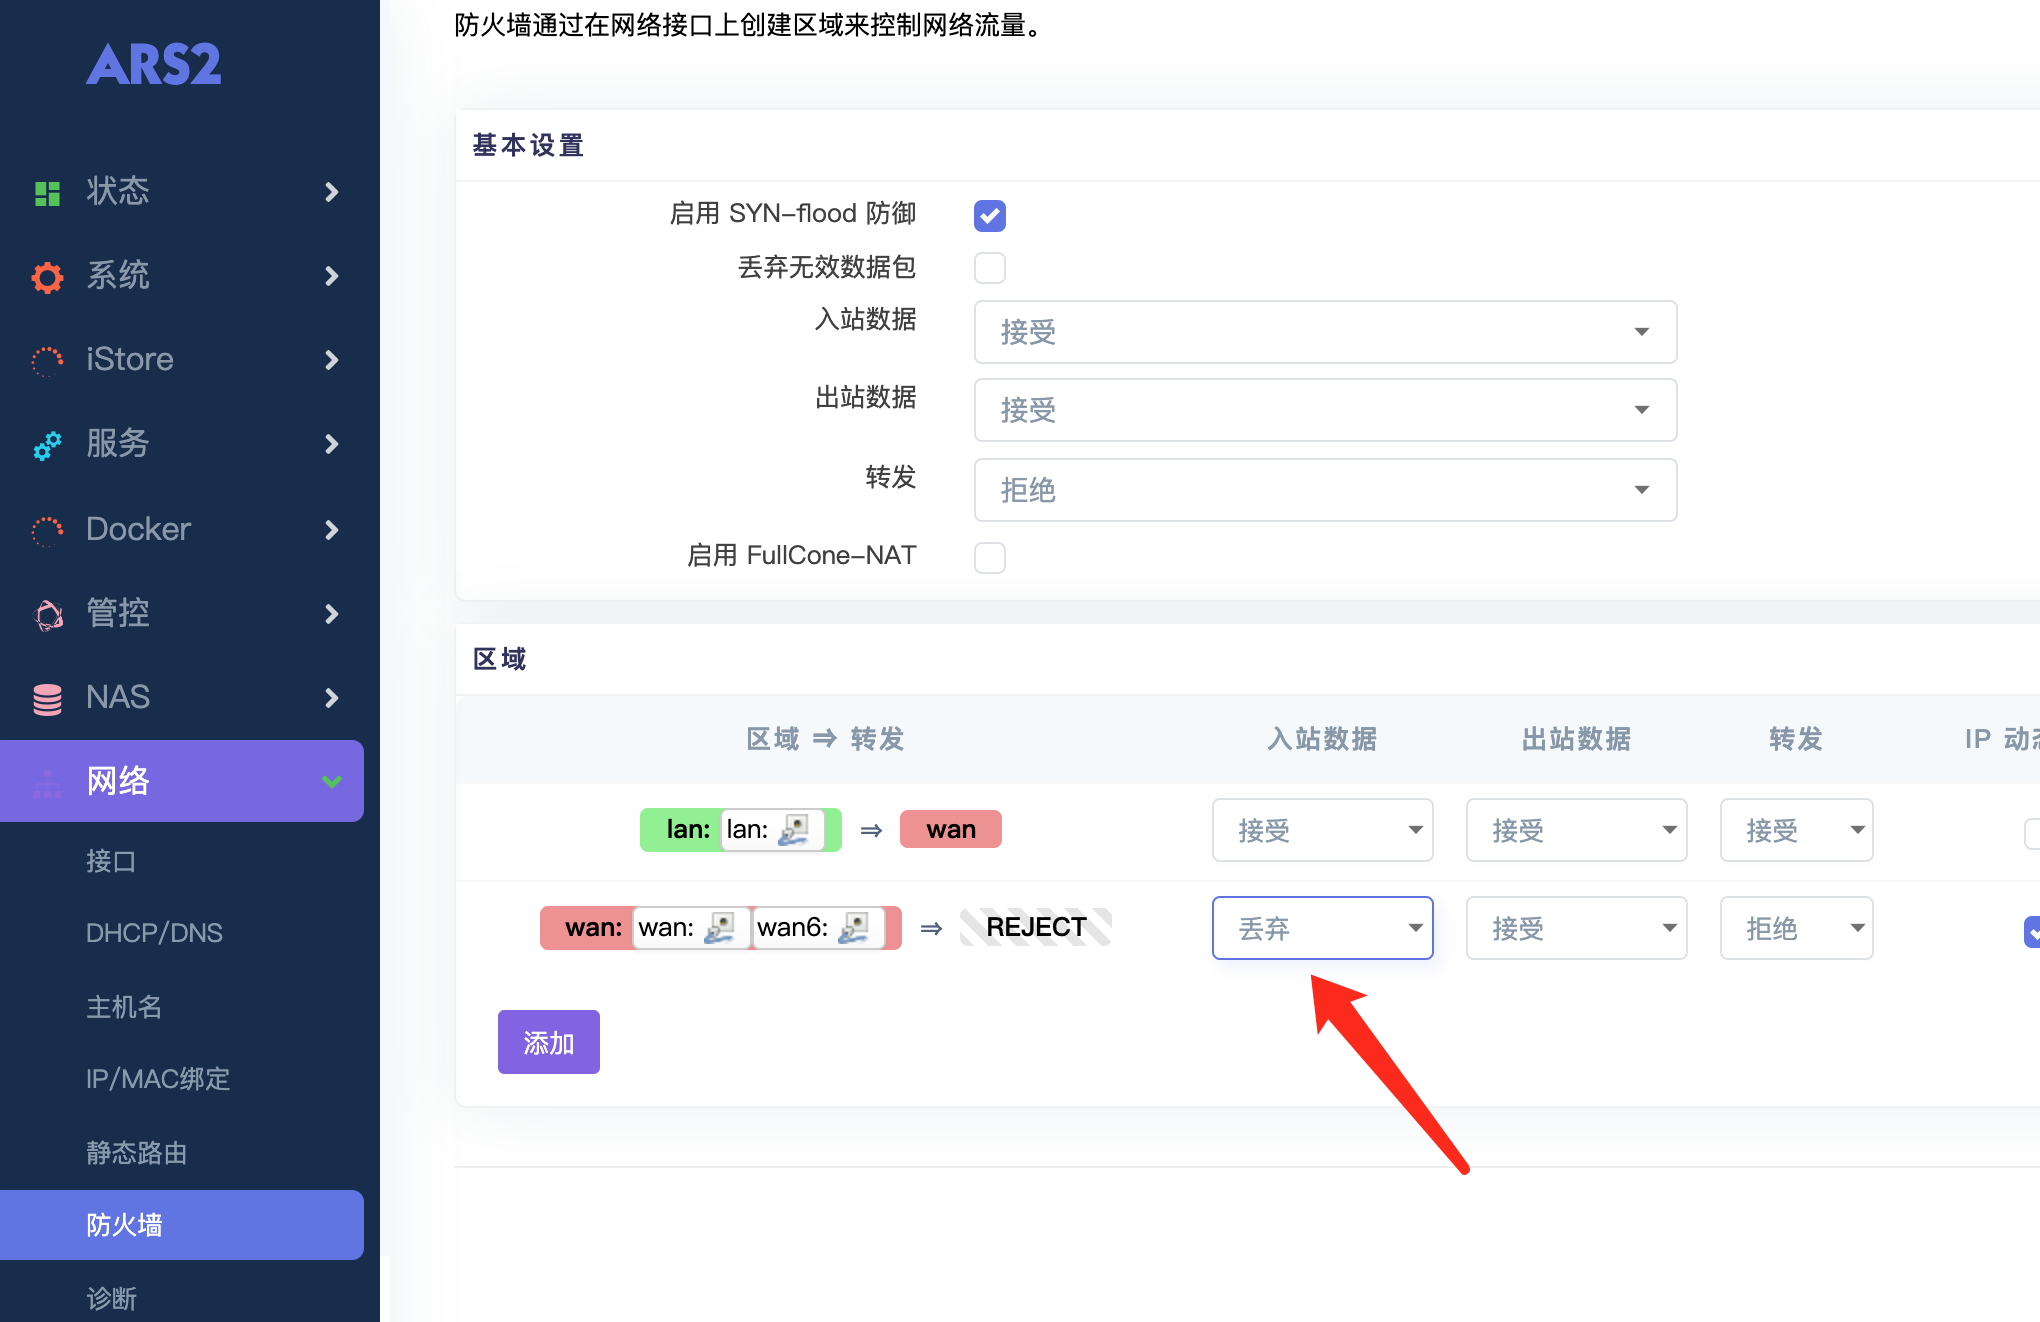 防火墙通过在网络接口上创建区域来控制网络流量。
ARS2
状态
系统
iStore
服务
Docker
管控
NAS
网络
接口
DHCP/DNS
主机名
IP/MAC绑定
静态路由
防火墙
诊断
基本设置
启用 SYN-flood 防御
丢弃无效数据包
入站数据 接受
出站数据 接受
转发 拒绝
启用 FullCone-NAT
区域
区域 ⇒ 转发 入站数据 出站数据 转发 IP 动
lan: lan: ⇒ wan 接受 接受 接受
wan: wan: wan6: ⇒ REJECT 丢弃 接受 拒绝
添加